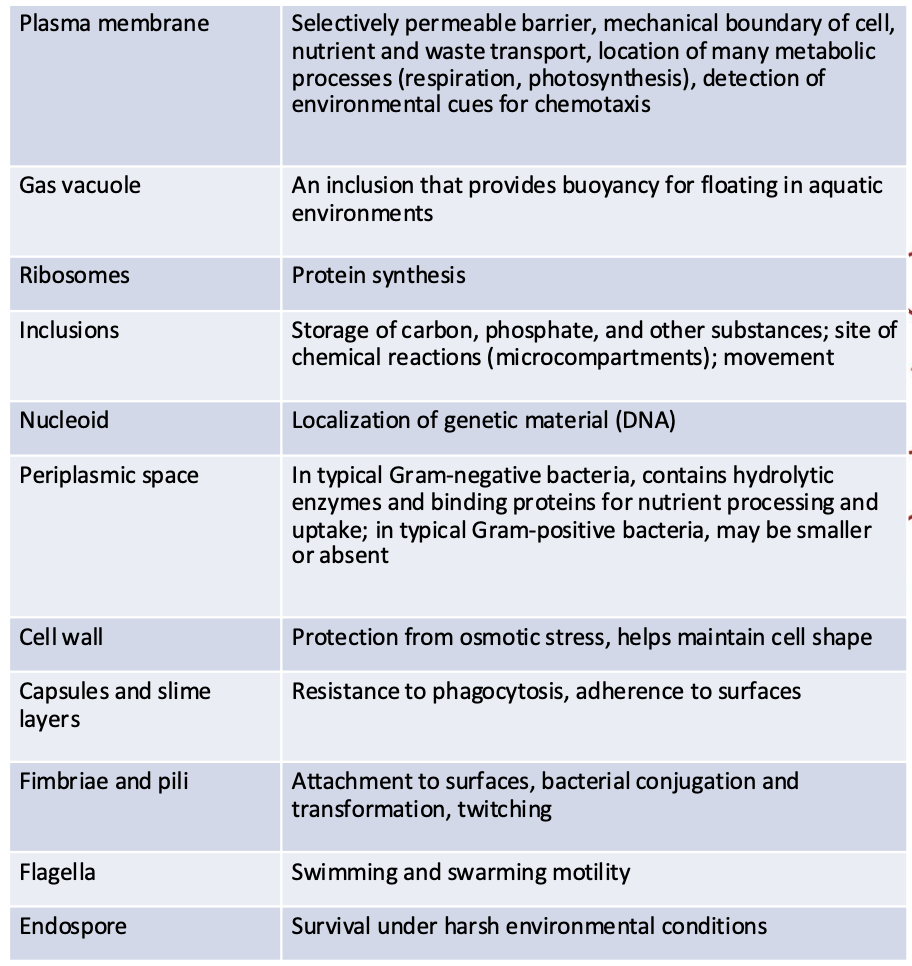 Plasma membrane
Selectively permeable barrier, mechanical boundary of cell,
nutrient and waste transport, location of many metabolic
processes (respiration, photosynthesis), detection of
environmental cues for chemotaxis
Gas vacuole
An inclusion that provides buoyancy for floating in aquatic
environments
Ribosomes
Protein synthesis
Inclusions
Storage of carbon, phosphate, and other substances; site of
chemical reactions (microcompartments); movement
Nucleoid
Localization of genetic material (DNA)
Periplasmic space
In typical Gram-negative bacteria, contains hydrolytic
enzymes and binding proteins for nutrient processing and
uptake; in typical Gram-positive bacteria, may be smaller
or absent
Cell wall
Protection from osmotic stress, helps maintain cell shape
Capsules and slime
layers
Resistance to phagocytosis, adherence to surfaces
Fimbriae and pili
Attachment to surfaces, bacterial conjugation and
transformation, twitching
Flagella
Swimming and swarming motility
Endospore
Survival under harsh environmental conditions